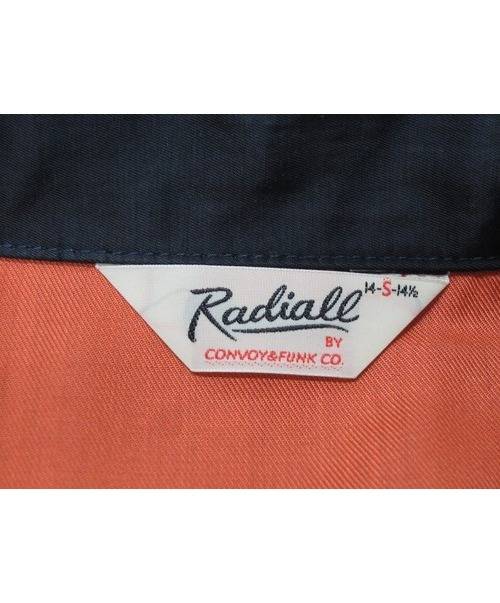 Radiall
14-S-14½
BY
CONVOY&FUNK CO.